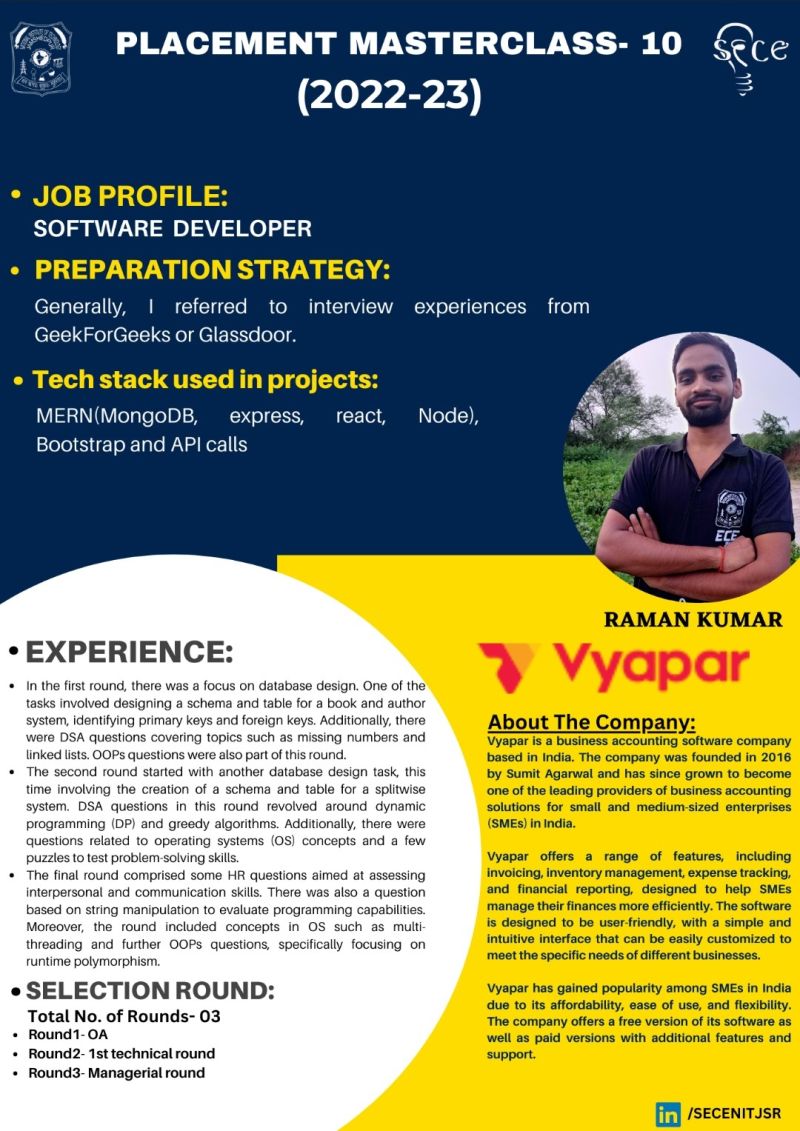 PLACEMENT MASTERCLASS- 10
(2022-23)
sece
JOB PROFILE:
SOFTWARE DEVELOPER
PREPARATION STRATEGY:
Generally, I referred to interview experiences from
GeekForGeeks or Glassdoor.
Tech stack used in projects:
MERN(MongoDB, express, react, Node),
Bootstrap and API calls
ECE
RAMAN KUMAR
EXPERIENCE:
In the first round, there was a focus on database design. One of the
tasks involved designing a schema and table for a book and author
system, identifying primary keys and foreign keys. Additionally, there
were DSA questions covering topics such as missing numbers and
linked lists. OOPs questions were also part of this round.
The second round started with another database design task, this
time involving the creation of a schema and table for a splitwise
system. DSA questions in this round revolved around dynamic
programming (DP) and greedy algorithms. Additionally, there were
questions related to operating systems (OS) concepts and a few
puzzles to test problem-solving skills.
The final round comprised some HR questions aimed at assessing
interpersonal and communication skills. There was also a question
based on string manipulation to evaluate programming capabilities.
Moreover, the round included concepts in OS such as multi-
threading and further OOPs questions, specifically focusing on
runtime polymorphism.
SELECTION ROUND:
Total No. of Rounds- 03
Round1- OA
Round2- 1st technical round
Round3- Managerial round
Vyapar
About The Company:
Vyapar is a business accounting software company
based in India. The company was founded in 2016
by Sumit Agarwal and has since grown to become
one of the leading providers of business accounting
solutions for small and medium-sized enterprises
(SMEs) in India.
Vyapar offers a range of features, including
invoicing, inventory management, expense tracking,
and financial reporting, designed to help SMEs
manage their finances more efficiently. The software
is designed to be user-friendly, with a simple and
intuitive interface that can be easily customized to
meet the specific needs of different businesses.
Vyapar has gained popularity among SMEs in India
due to its affordability, ease of use, and flexibility.
The company offers a free version of its software as
well as paid versions with additional features and
support.
in /SECENITJSR